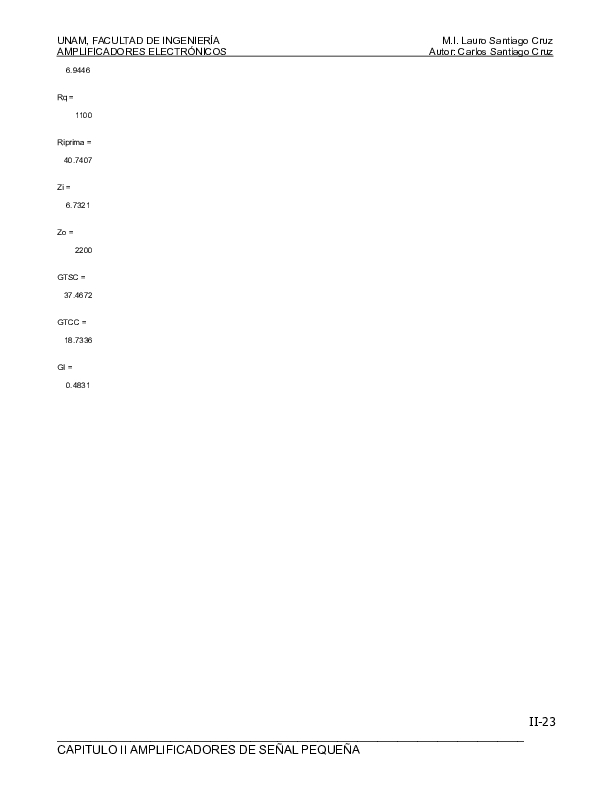 UNAM, FACULTAD DE INGENIERÍA M.I. Lauro Santiago Cruz
AMPLIFICADORES ELECTRÓNICOS Autor: Carlos Santiago Cruz
6.9446
Rq =
1100
Riprima =
40.7407
Zi =
6.7321
Zo =
2200
GTSC =
37.4672
GTCC =
18.7336
GI =
0.4831
II-23
CAPITULO II AMPLIFICADORES DE SEÑAL PEQUEÑA